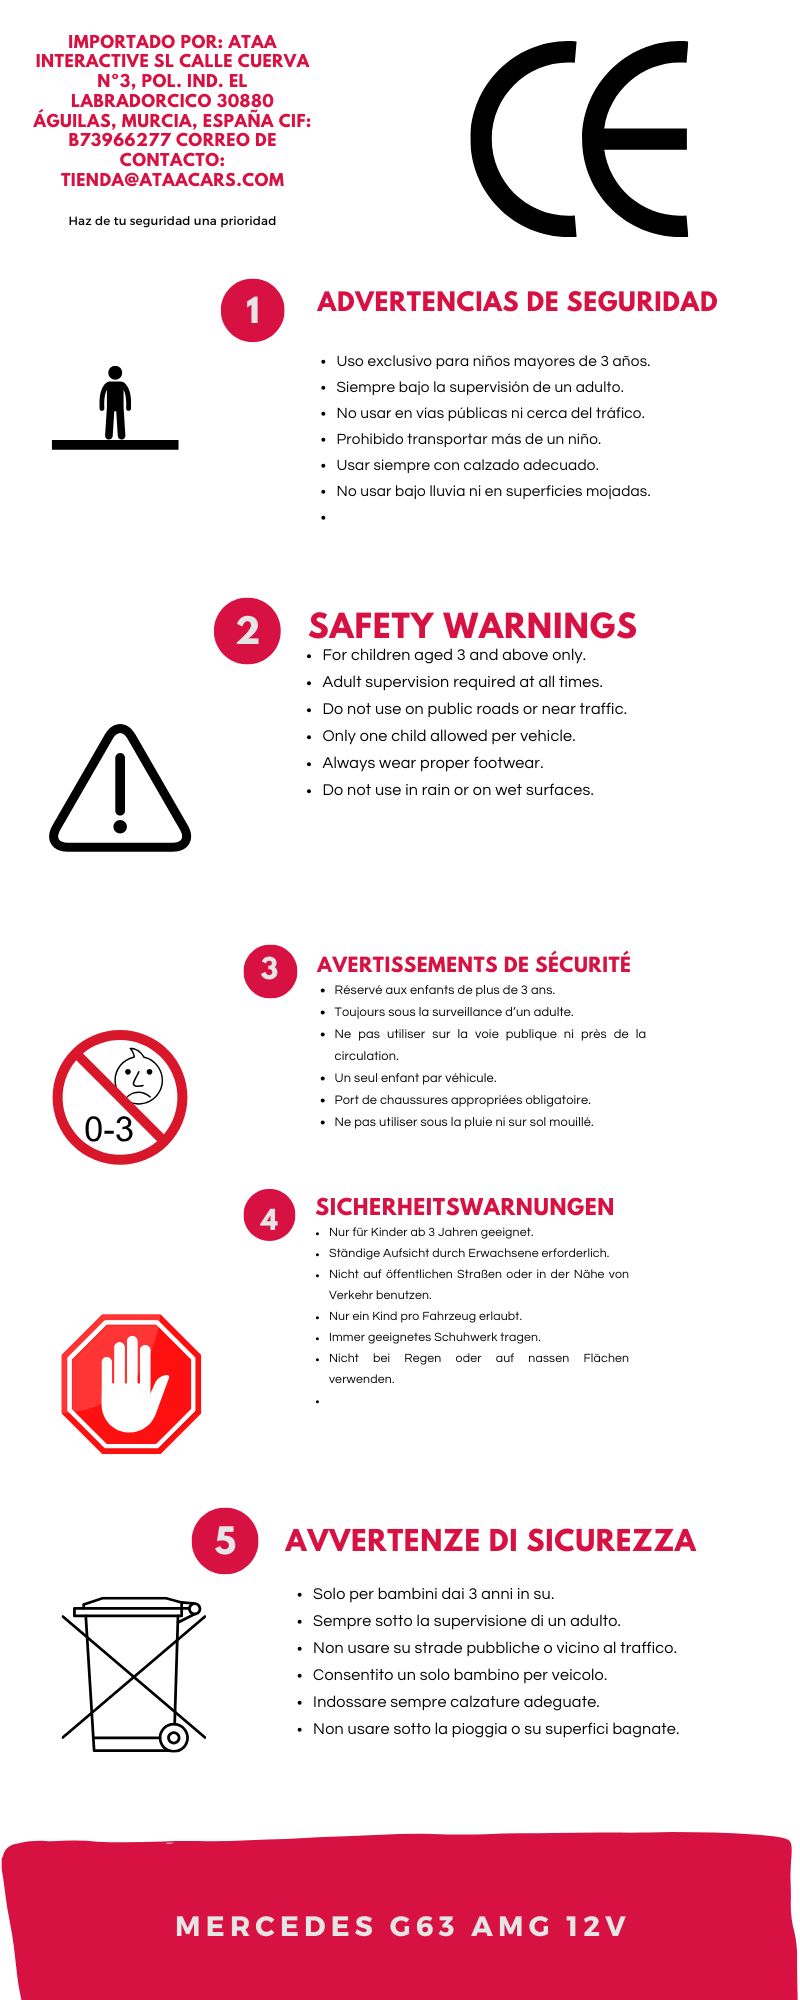 IMPORTADO POR: ATAA
INTERACTIVE SL CALLE CUERVA
Nº3, POL. IND. EL
LABRADORCICO 30880
ÁGUILAS, MURCIA, ESPAÑA CIF:
B73966277 CORREO DE
CONTACTO:
TIENDA@ATAACARS.COM
Haz de tu seguridad una prioridad
CE
1
ADVERTENCIAS DE SEGURIDAD
• Uso exclusivo para niños mayores de 3 años.
• Siempre bajo la supervisión de un adulto.
• No usar en vías públicas ni cerca del tráfico.
• Prohibido transportar más de un niño.
• Usar siempre con calzado adecuado.
• No usar bajo lluvia ni en superficies mojadas.
•
2
SAFETY WARNINGS
• For children aged 3 and above only.
• Adult supervision required at all times.
• Do not use on public roads or near traffic.
• Only one child allowed per vehicle.
• Always wear proper footwear.
• Do not use in rain or on wet surfaces.
3
AVERTISSEMENTS DE SÉCURITÉ
• Réservé aux enfants de plus de 3 ans.
• Toujours sous la surveillance d’un adulte.
• Ne pas utiliser sur la voie publique ni près de la
circulation.
• Un seul enfant par véhicule.
• Port de chaussures appropriées obligatoire.
• Ne pas utiliser sous la pluie ni sur sol mouillé.
0-3
4
SICHERHEITSWARNUNGEN
• Nur für Kinder ab 3 Jahren geeignet.
• Ständige Aufsicht durch Erwachsene erforderlich.
• Nicht auf öffentlichen Straßen oder in der Nähe von
Verkehr benutzen.
• Nur ein Kind pro Fahrzeug erlaubt.
• Immer geeignetes Schuhwerk tragen.
• Nicht bei Regen oder auf nassen Flächen
verwenden.
•
5
AVVERTENZE DI SICUREZZA
• Solo per bambini dai 3 anni in su.
• Sempre sotto la supervisione di un adulto.
• Non usare su strade pubbliche o vicino al traffico.
• Consentito un solo bambino per veicolo.
• Indossare sempre calzature adeguate.
• Non usare sotto la pioggia o su superfici bagnate.
MERCEDES G63 AMG 12V